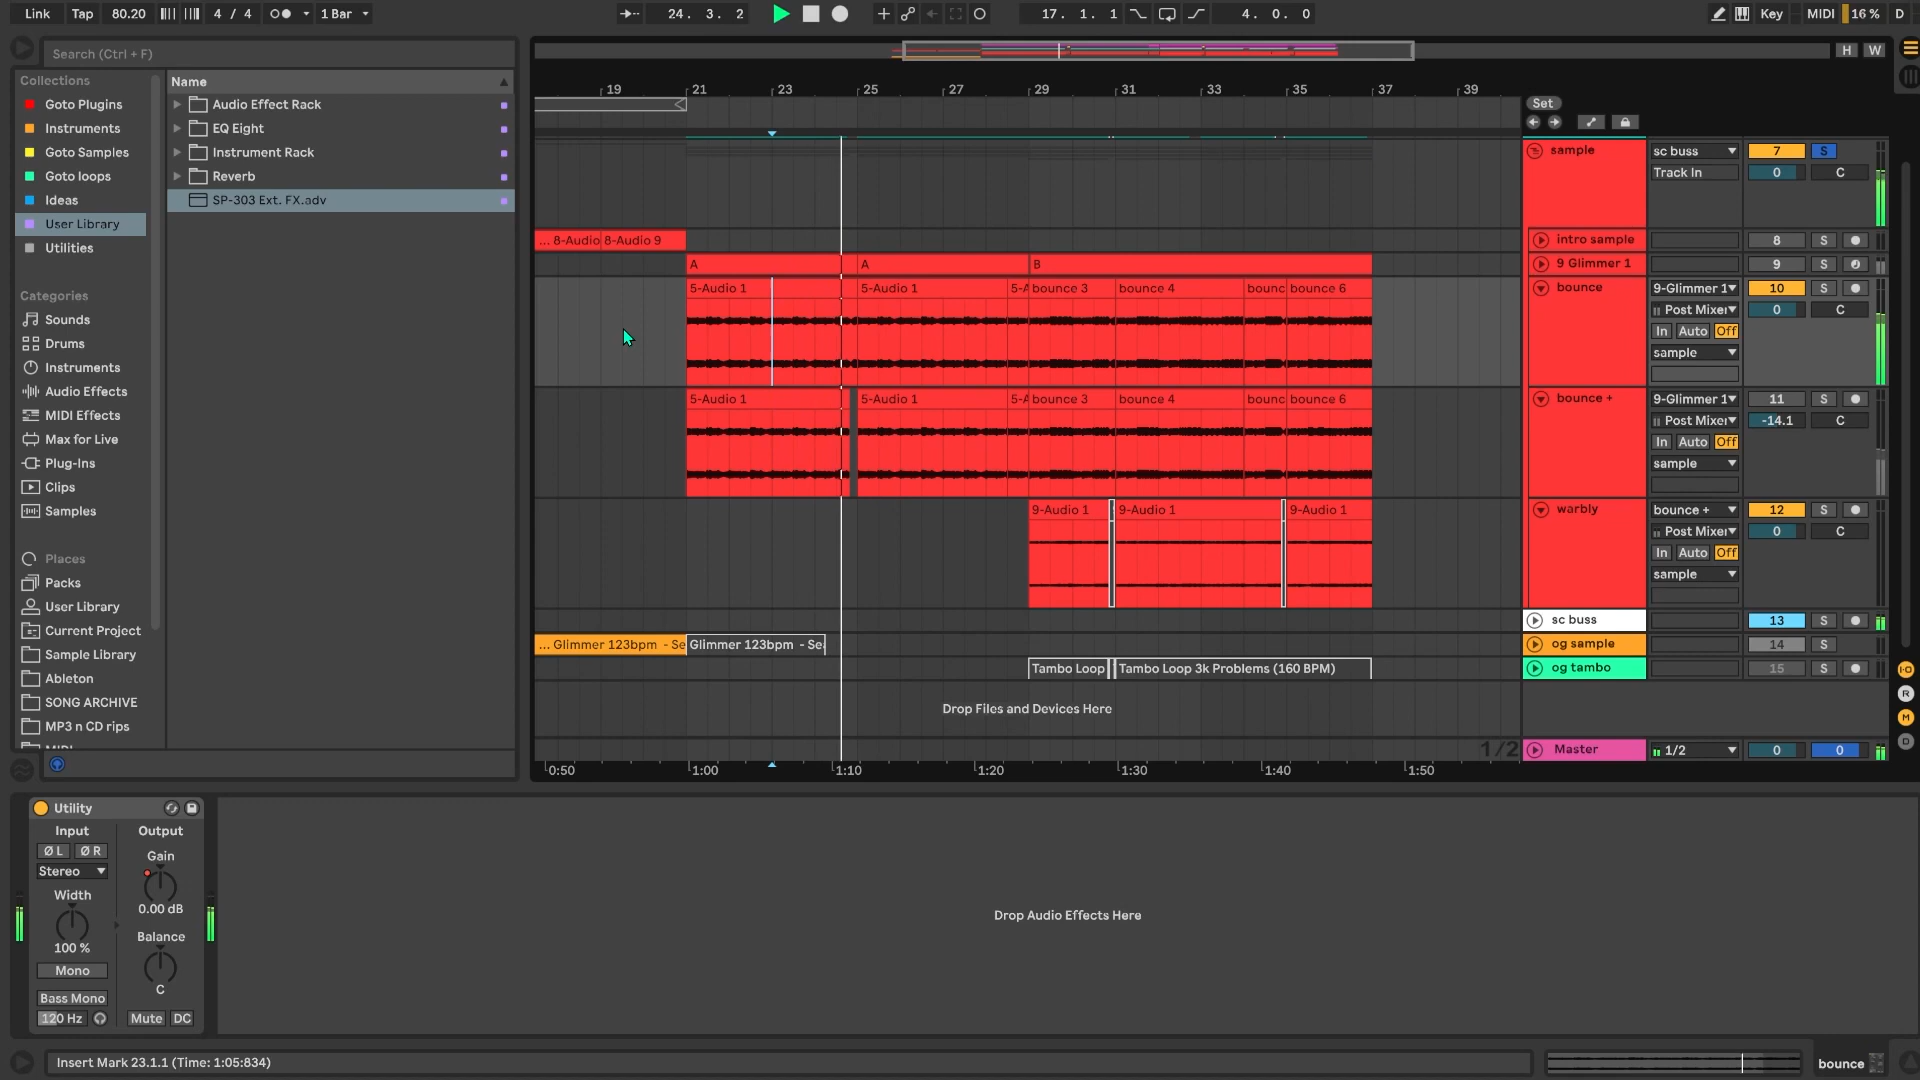 Link Tap 80.20 4 / 4 1 Bar 24. 3. 2 17. 1. 1 4. 0. 0 Key MIDI 16 % D
Search (Ctrl + F)
H W
Collections
Goto Plugins
Instruments
Goto Samples
Goto loops
Ideas
User Library
Utilities
Categories
Sounds
Drums
Instruments
Audio Effects
MIDI Effects
Max for Live
Plug-Ins
Clips
Samples
Places
Packs
User Library
Current Project
Sample Library
Ableton
SONG ARCHIVE
MP3 n CD rips
Name
Audio Effect Rack
EQ Eight
Instrument Rack
Reverb
SP-303 Ext. FX.adv
19 21 23 25 27 29 31 33 35 37 39
Set
sample sc buss 7 S
Track In 0 C
... 8-Audio 8-Audio 9 intro sample 8 S
A A B 9 Glimmer 1 9 S
5-Audio 1 5-Audio 1 5-A bounce 3 bounce 4 bounc bounce 6 bounce 9-Glimmer 1 10 S
Post Mixer 0 C
In Auto Off
sample
5-Audio 1 5-Audio 1 5-A bounce 3 bounce 4 bounc bounce 6 bounce + 9-Glimmer 1 11 S
Post Mixer -14.1 C
In Auto Off
sample
9-Audio 1 9-Audio 1 9-Audio 1 warbly bounce + 12 S
Post Mixer 0 C
In Auto Off
sample
sc buss 13 S
... Glimmer 123bpm - Se Glimmer 123bpm - Se og sample 14 S
Tambo Loop Tambo Loop 3k Problems (160 BPM) og tambo 15 S
Drop Files and Devices Here
1/2 Master 1/2 0 0
I·O
R
M
D
0:50 1:00 1:10 1:20 1:30 1:40 1:50
Utility
Input Output
Ø L Ø R
Gain
Stereo
Width
0.00 dB
Balance
100 %
Mono
C
Bass Mono
120 Hz Mute DC
Drop Audio Effects Here
Insert Mark 23.1.1 (Time: 1:05:834)
bounce